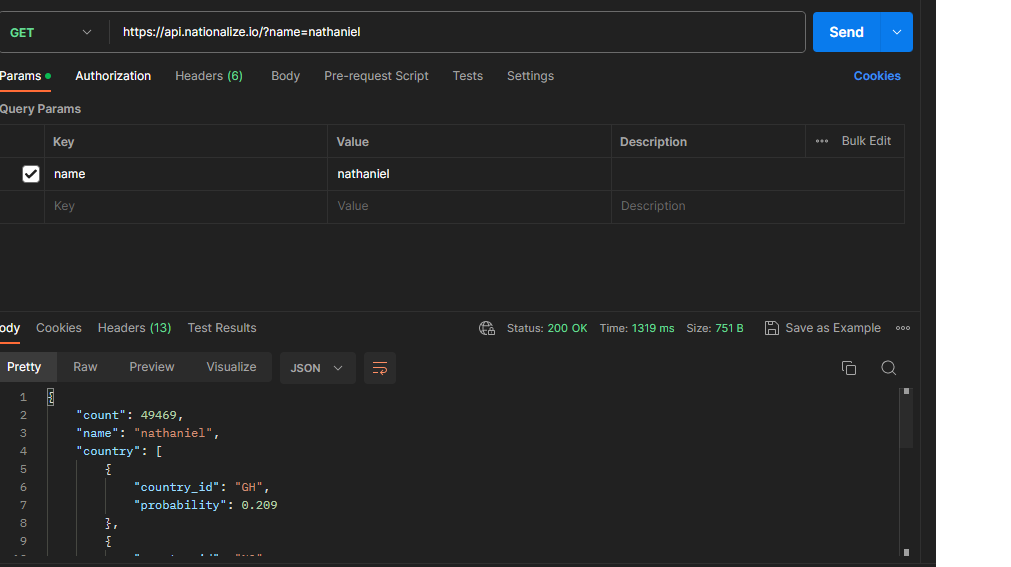 GET https://api.nationalize.io/?name=nathaniel Send
Params Authorization Headers (6) Body Pre-request Script Tests Settings Cookies
Query Params
Key Value Description Bulk Edit
name nathaniel
Key Value Description
ody Cookies Headers (13) Test Results Status: 200 OK Time: 1319 ms Size: 751 B Save as Example
Pretty Raw Preview Visualize JSON
1 {
2 "count": 49469,
3 "name": "nathaniel",
4 "country": [
5 {
6 "country_id": "GH",
7 "probability": 0.209
8 },
9 {